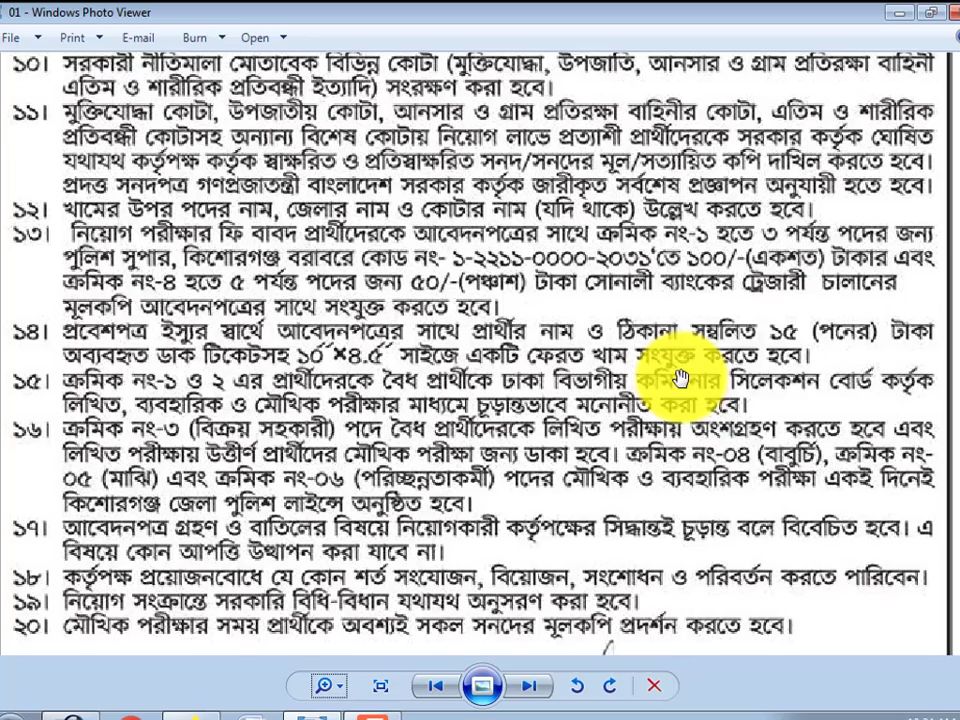 01 - Windows Photo Viewer
File Print E-mail Burn Open
১০। সরকারী নীতিমালা মোতাবেক বিভিন্ন কোটা (মুক্তিযোদ্ধা, উপজাতি, আনসার ও গ্রাম প্রতিরক্ষা বাহিনী
এতিম ও শারীরিক প্রতিবন্ধী ইত্যাদি) সংরক্ষণ করা হবে।
১১। মুক্তিযোদ্ধা কোটা, উপজাতীয় কোটা, আনসার ও গ্রাম প্রতিরক্ষা বাহিনীর কোটা, এতিম ও শারীরিক
প্রতিবন্ধী কোটাসহ অন্যান্য বিশেষ কোটায় নিয়োগ লাভে প্রত্যাশী প্রার্থীদেরকে সরকার কর্তৃক ঘোষিত
যথাযথ কর্তৃপক্ষ কর্তৃক স্বাক্ষরিত ও প্রতিস্বাক্ষরিত সনদ/সনদের মূল/সত্যায়িত কপি দাখিল করতে হবে।
প্রদত্ত সনদপত্র গণপ্রজাতন্ত্রী বাংলাদেশ সরকার কর্তৃক জারীকৃত সর্বশেষ প্রজ্ঞাপন অনুযায়ী হতে হবে।
১২। খামের উপর পদের নাম, জেলার নাম ও কোটার নাম (যদি থাকে) উল্লেখ করতে হবে।
১৩। নিয়োগ পরীক্ষার ফি বাবদ প্রার্থীদেরকে আবেদনপত্রের সাথে ক্রমিক নং-১ হতে ৩ পর্যন্ত পদের জন্য
পুলিশ সুপার, কিশোরগঞ্জ বরাবরে কোড নং- ১-২২১১-০০০০-২০৩১'তে ১০০/-(একশত) টাকার এবং
ক্রমিক নং-৪ হতে ৫ পর্যন্ত পদের জন্য ৫০/-(পঞ্চাশ) টাকা সোনালী ব্যাংকের ট্রেজারী চালানের
মূলকপি আবেদনপত্রের সাথে সংযুক্ত করতে হবে।
১৪। প্রবেশপত্র ইস্যুর স্বার্থে আবেদনপত্রের সাথে প্রার্থীর নাম ও ঠিকানা সম্বলিত ১৫ (পনের) টাকা
অব্যবহৃত ডাক টিকেটসহ ১০˝×৪.৫˝ সাইজে একটি ফেরত খাম সংযুক্ত করতে হবে।
১৫। ক্রমিক নং-১ ও ২ এর প্রার্থীদেরকে বৈধ প্রার্থীকে ঢাকা বিভাগীয় সিলেকশন বোর্ড কর্তৃক
লিখিত, ব্যবহারিক ও মৌখিক পরীক্ষার মাধ্যমে চূড়ান্তভাবে মনোনীত করা হবে।
১৬। ক্রমিক নং-৩ (বিক্রয় সহকারী) পদে বৈধ প্রার্থীদেরকে লিখিত পরীক্ষায় অংশগ্রহণ করতে হবে এবং
লিখিত পরীক্ষায় উত্তীর্ণ প্রার্থীদের মৌখিক পরীক্ষা জন্য ডাকা হবে। ক্রমিক নং-০৪ (বাবুর্চি), ক্রমিক নং-
০৫ (মাঝি) এবং ক্রমিক নং-০৬ (পরিচ্ছন্নতাকর্মী) পদের মৌখিক ও ব্যবহারিক পরীক্ষা একই দিনেই
কিশোরগঞ্জ জেলা পুলিশ লাইন্সে অনুষ্ঠিত হবে।
১৭। আবেদনপত্র গ্রহণ ও বাতিলের বিষয়ে নিয়োগকারী কর্তৃপক্ষের সিদ্ধান্তই চূড়ান্ত বলে বিবেচিত হবে। এ
বিষয়ে কোন আপত্তি উত্থাপন করা যাবে না।
১৮। কর্তৃপক্ষ প্রয়োজনবোধে যে কোন শর্ত সংযোজন, বিয়োজন, সংশোধন ও পরিবর্তন করতে পারিবেন।
১৯। নিয়োগ সংক্রান্তে সরকারি বিধি-বিধান যথাযথ অনুসরণ করা হবে।
২০। মৌখিক পরীক্ষার সময় প্রার্থীকে অবশ্যই সকল সনদের মূলকপি প্রদর্শন করতে হবে।